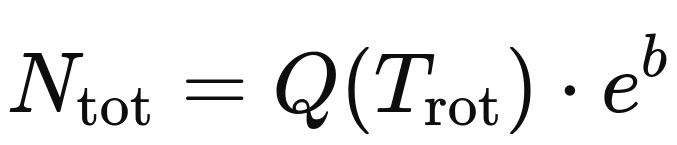 N_tot = Q(T_rot) · e^b